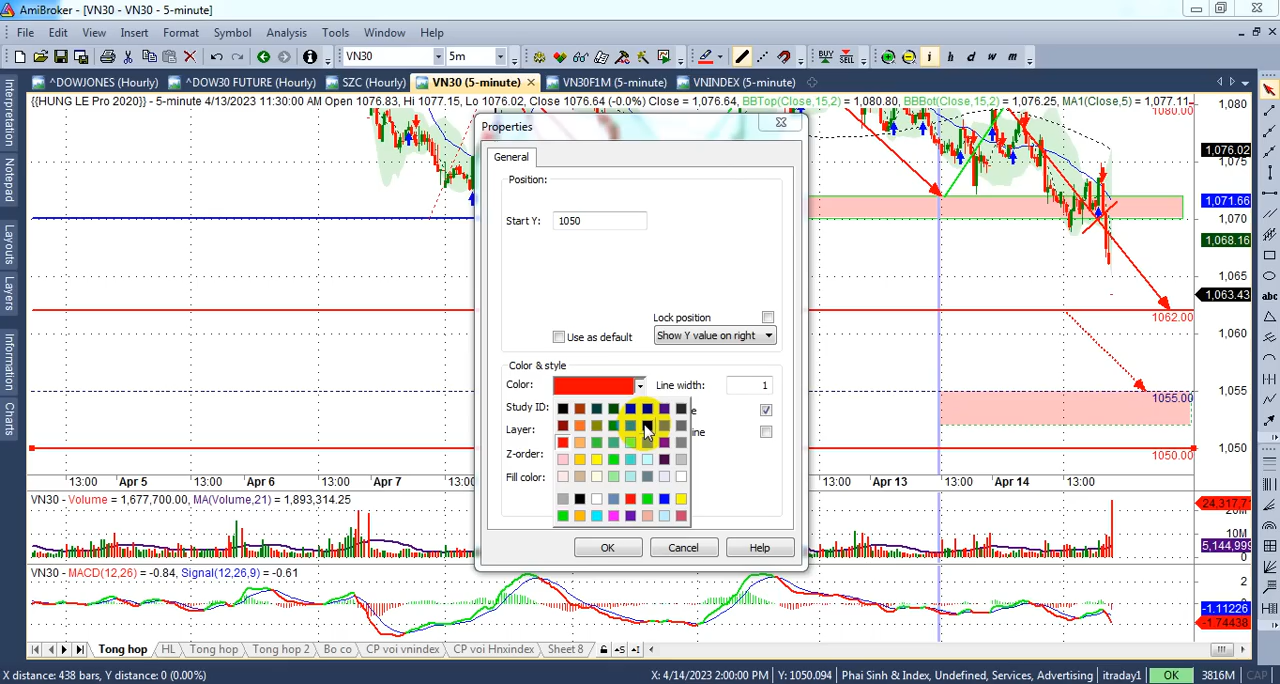 AmiBroker - [VN30 - VN30 - 5-minute]
File Edit View Insert Format Symbol Analysis Tools Window Help
VN30 5m BUY SELL i h d w m
^DOWJONES (Hourly) ^DOW30 FUTURE (Hourly) SZC (Hourly) VN30 (5-minute) VN30F1M (5-minute) VNINDEX (5-minute)
{{HUNG LE Pro 2020}} - 5-minute 4/13/2023 11:30:00 AM Open 1076.83, Hi 1077.15, Lo 1076.02, Close 1076.64 (-0.0%) Close = 1,076.64, BBTop(Close,15,2) = 1,080.80, BBBot(Close,15,2) = 1,076.25, MA1(Close,5) = 1,077.11
Interpretation
Notepad
Layouts
Layers
Information
Charts
Properties
General
Position:
Start Y: 1050
Lock position
Use as default
Show Y value on right
Color & style
Color:
Line width: 1
Study ID:
Layer:
Z-order:
Fill color:
OK Cancel Help
1,080
1080.00
1,076.02
1,075
1,071.66
1,070
1,068.16
1,065
1,063.43
1062.00
1,060
1,055
1055.00
1,050
1050.00
abc
13:00 Apr 4 13:00 Apr 5 13:00 Apr 6 13:00 Apr 7 13:00
13:00 Apr 13 13:00 Apr 14 13:00
VN30 - Volume = 1,677,700.00, MA(Volume,21) = 1,893,314.25
24,317,7
10M
5,144,999
VN30 - MACD(12,26) = -0.84, Signal(12,26,9) = -0.61
2
0
-1.11226
-1.74438
Tong hop HL Tong hop Tong hop 2 Bo co CP voi vnindex CP voi Hnxindex Sheet 8
X distance: 438 bars, Y distance: 0 (0.00%)
X: 4/14/2023 2:00:00 PM Y: 1050.094 Phai Sinh & Index, Undefined, Services, Advertising itraday1 OK 3816M CAP